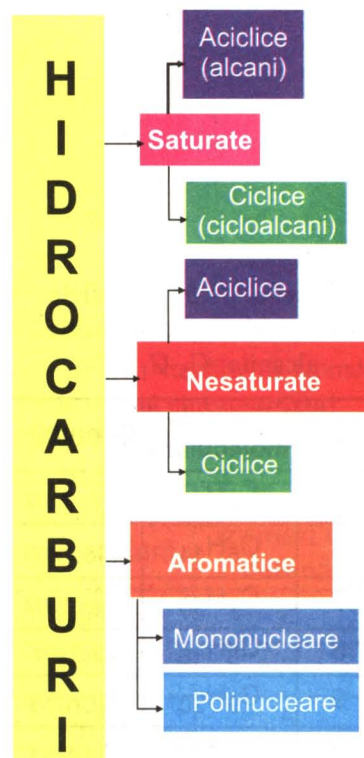 HIDROCARBURI
Aciclice
(alcani)
Saturate
Ciclice
(cicloalcani)
Aciclice
Nesaturate
Ciclice
Aromatice
Mononucleare
Polinucleare